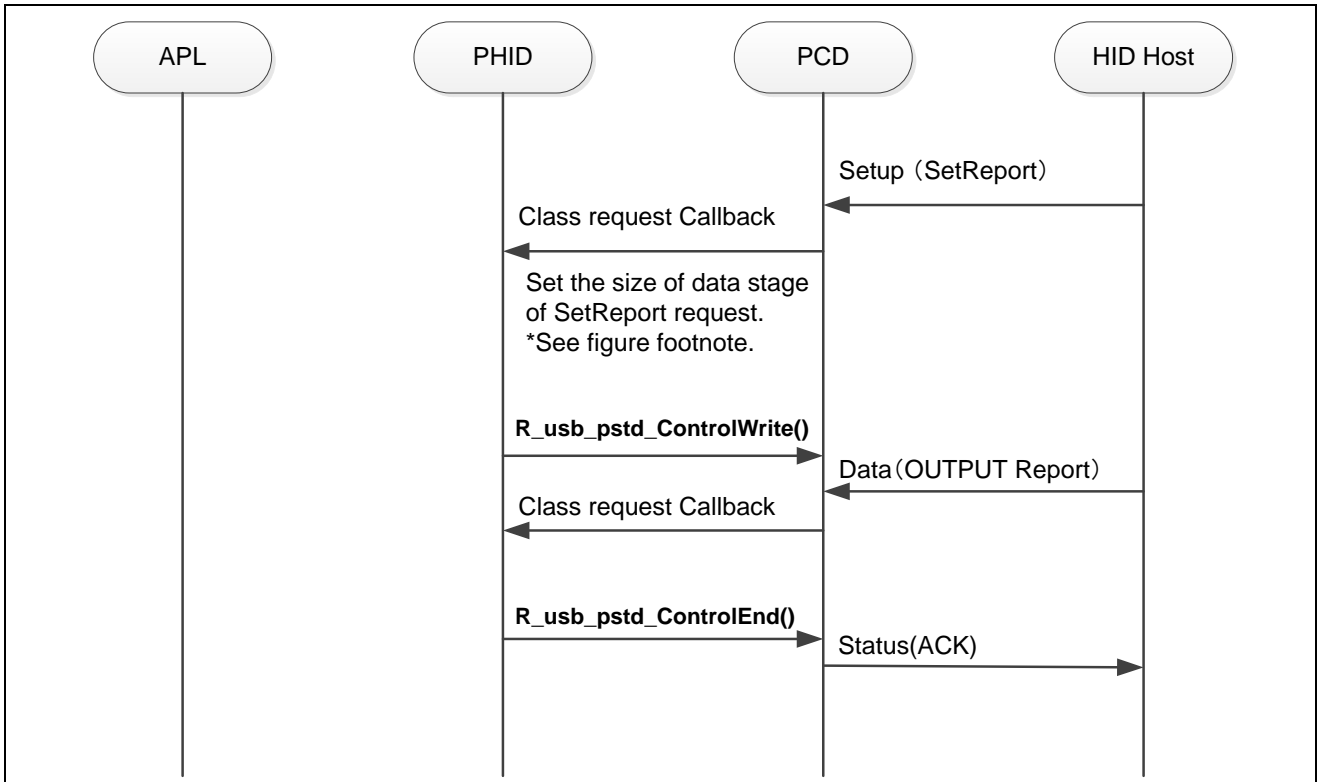 APL
PHID
PCD
HID Host
Setup（SetReport）
Class request Callback
Set the size of data stage
of SetReport request.
*See figure footnote.
R_usb_pstd_ControlWrite()
Data（OUTPUT Report）
Class request Callback
R_usb_pstd_ControlEnd()
Status(ACK)